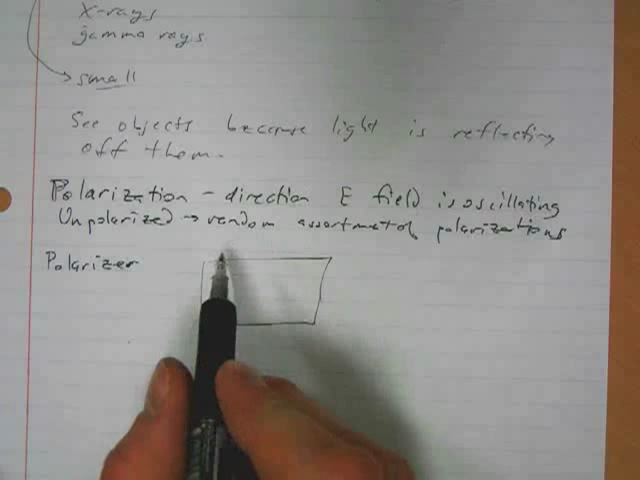 x-rays
gamma rays
small
See objects because light is reflecting
off them.
Polarization - direction E field is oscillating
Unpolarized → random assortment of polarizations
Polarizer